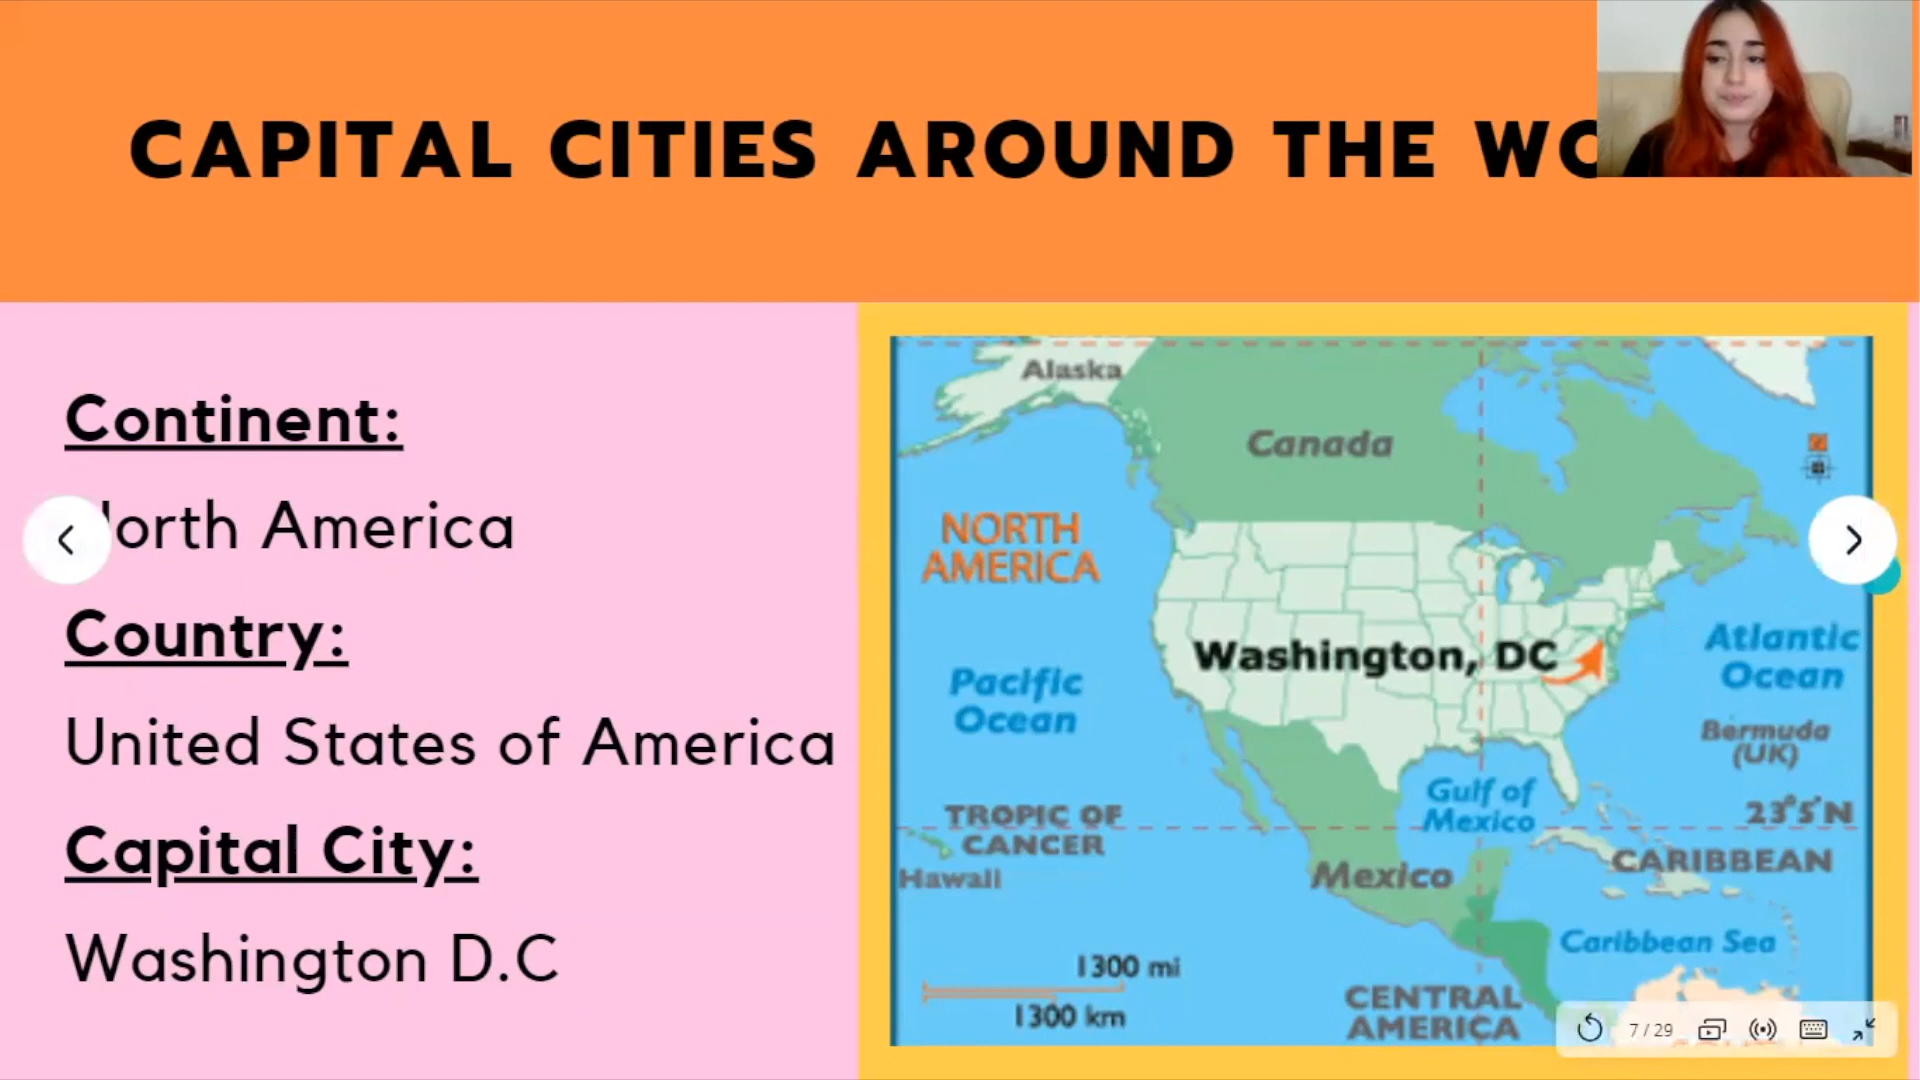 CAPITAL CITIES AROUND THE WO
Continent:
North America
Country:
United States of America
Capital City:
Washington D.C
Alaska
Canada
NORTH
AMERICA
Washington, DC
Pacific
Ocean
Atlantic
Ocean
Bermuda
(UK)
Gulf of
Mexico
TROPIC OF
CANCER
23°5'N
Hawaii
Mexico
CARIBBEAN
Caribbean Sea
1300 mi
1300 km
CENTRAL
AMERICA
7 / 29